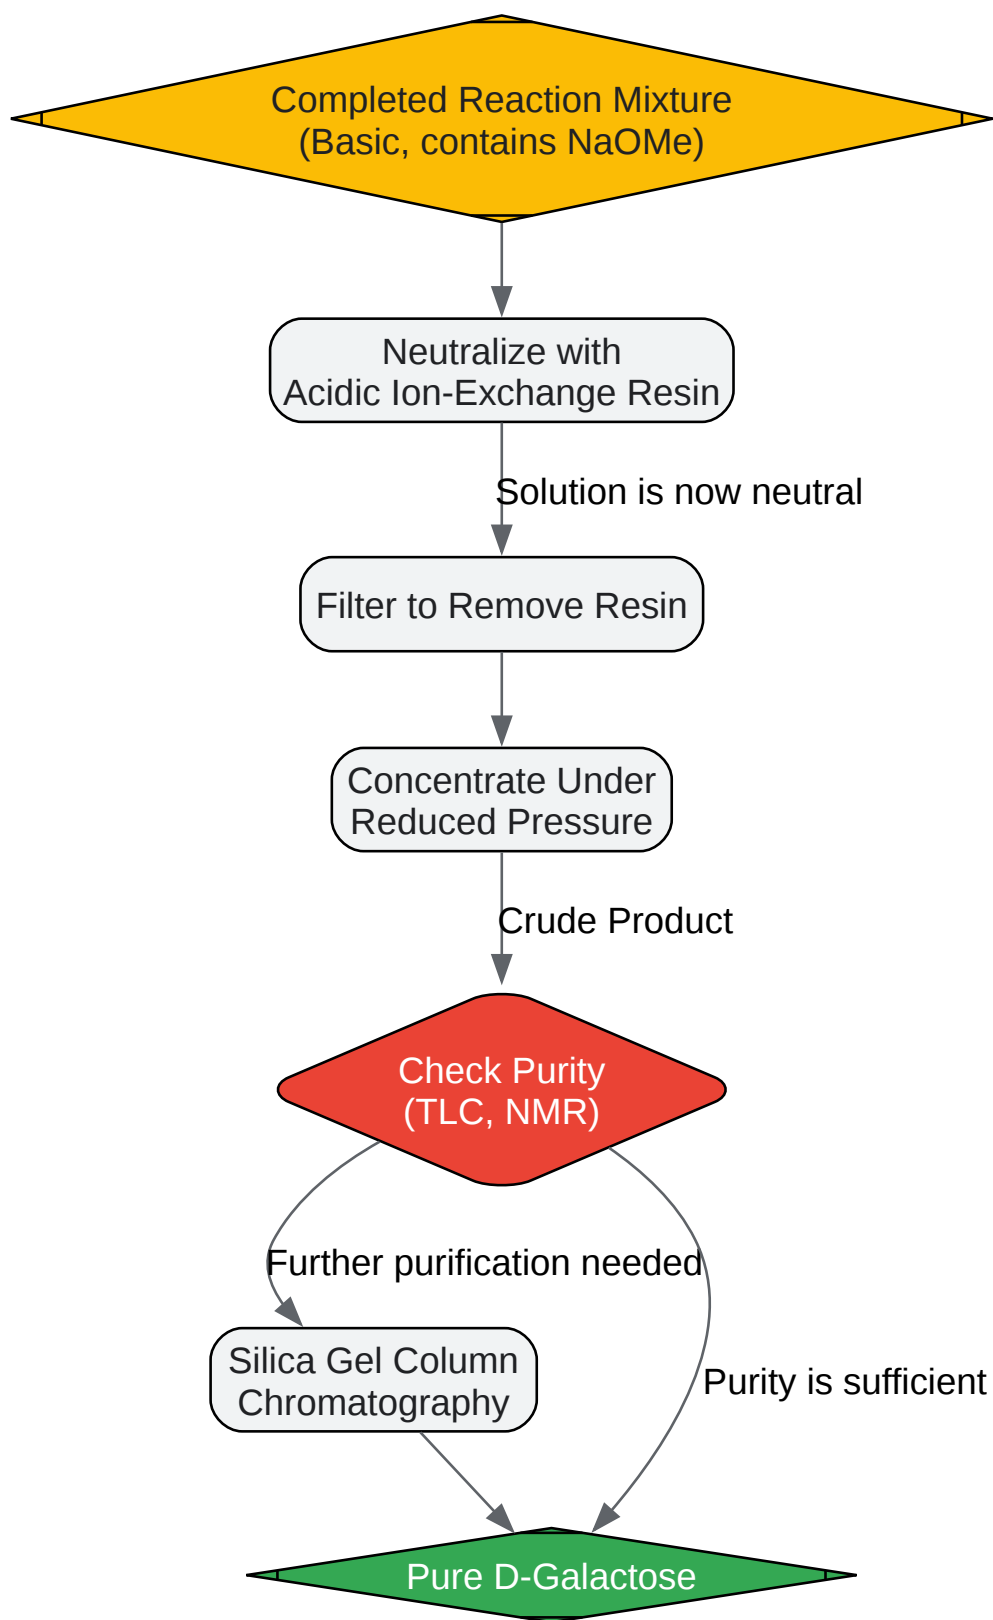 Completed Reaction Mixture
(Basic, contains NaOMe)
Neutralize with
Acidic Ion-Exchange Resin
Solution is now neutral
Filter to Remove Resin
Concentrate Under
Reduced Pressure
Crude Product
Check Purity
(TLC, NMR)
Further purification needed
Silica Gel Column
Chromatography
Purity is sufficient
Pure D-Galactose